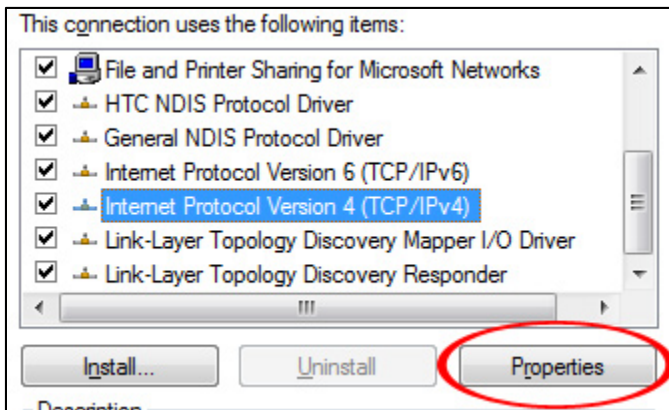 This connection uses the following items:
File and Printer Sharing for Microsoft Networks
HTC NDIS Protocol Driver
General NDIS Protocol Driver
Internet Protocol Version 6 (TCP/IPv6)
Internet Protocol Version 4 (TCP/IPv4)
Link-Layer Topology Discovery Mapper I/O Driver
Link-Layer Topology Discovery Responder
Install... Uninstall Properties
Description